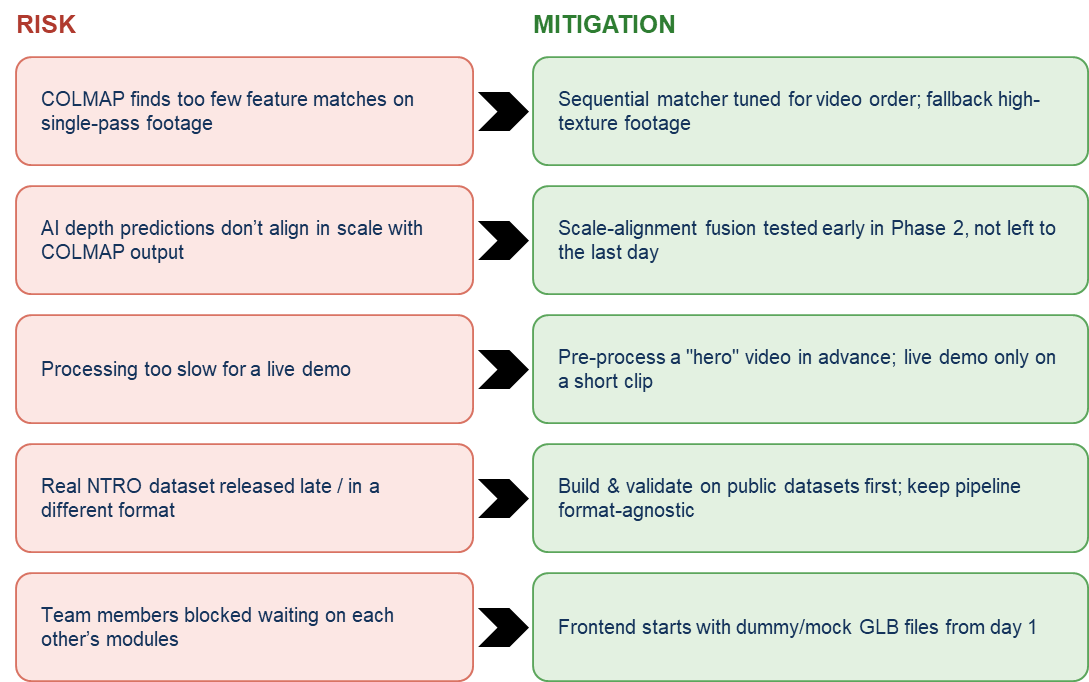 RISK
MITIGATION
COLMAP finds too few feature matches on
single-pass footage
Sequential matcher tuned for video order; fallback high-
texture footage
AI depth predictions don’t align in scale with
COLMAP output
Scale-alignment fusion tested early in Phase 2, not left to
the last day
Processing too slow for a live demo
Pre-process a "hero" video in advance; live demo only on
a short clip
Real NTRO dataset released late / in a
different format
Build & validate on public datasets first; keep pipeline
format-agnostic
Team members blocked waiting on each
other’s modules
Frontend starts with dummy/mock GLB files from day 1